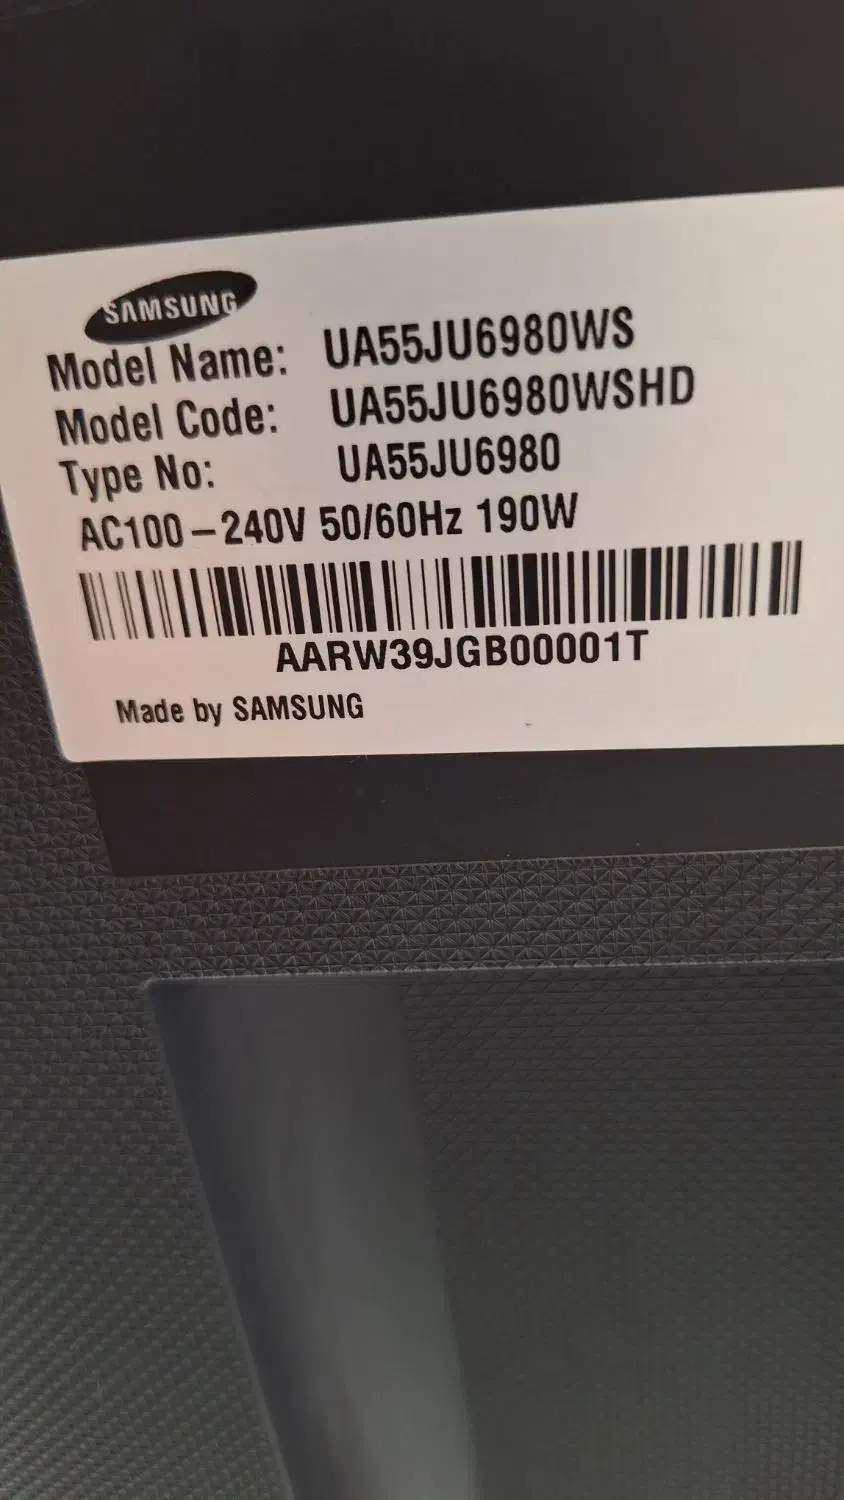 SAMSUNG
Model Name: UA55JU6980WS
Model Code: UA55JU6980WSHD
Type No: UA55JU6980
AC100-240V 50/60Hz 190W
AARW39JGB00001T
Made by SAMSUNG